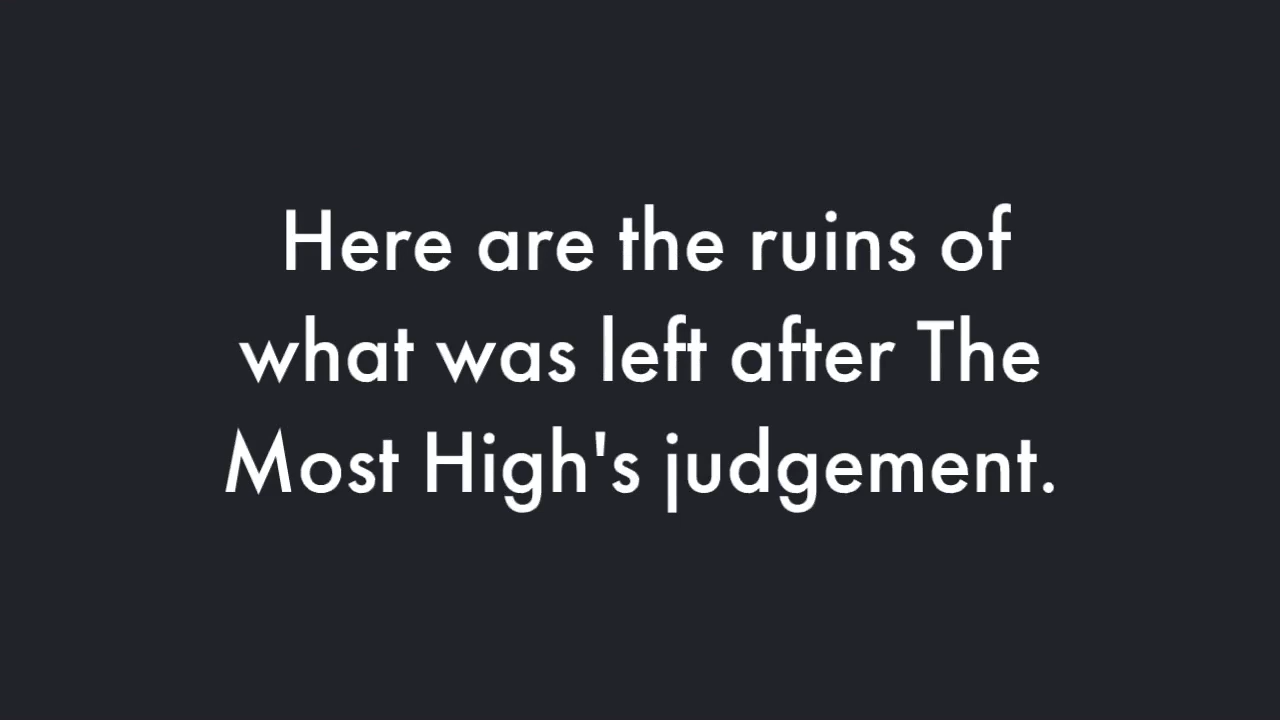 Here are the ruins of
what was left after The
Most High's judgement.